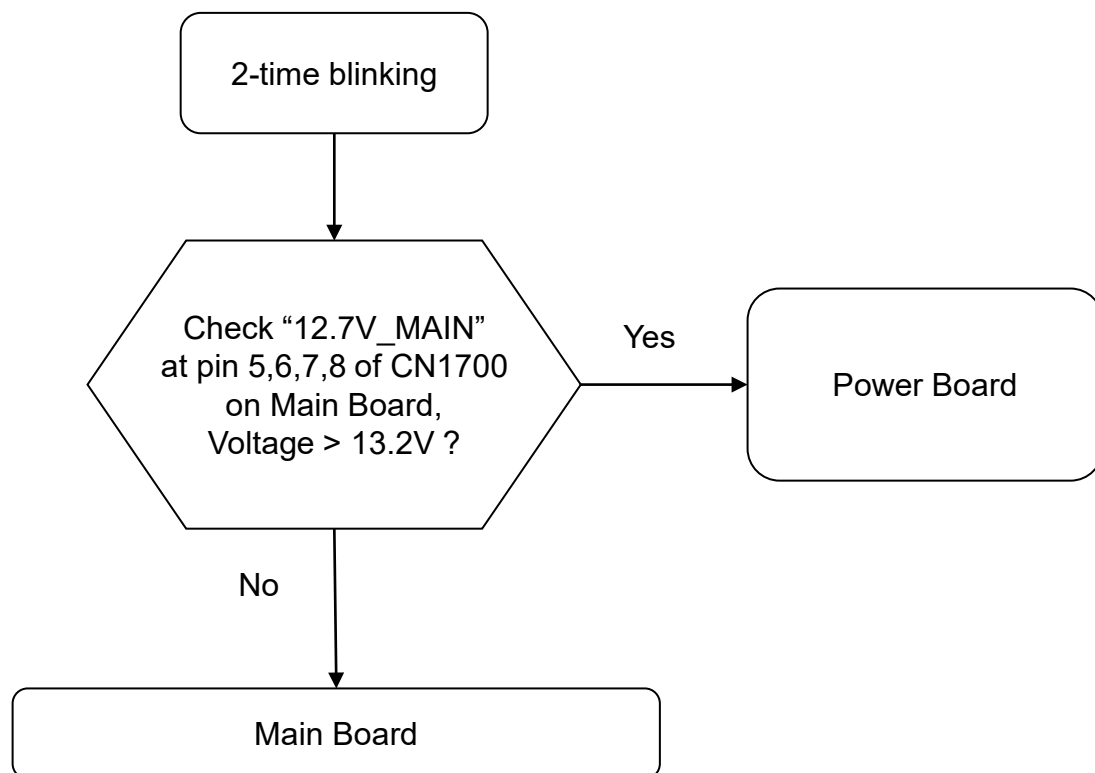 2-time blinking
Check “12.7V_MAIN”
at pin 5,6,7,8 of CN1700
on Main Board,
Voltage > 13.2V ?
Yes
Power Board
No
Main Board